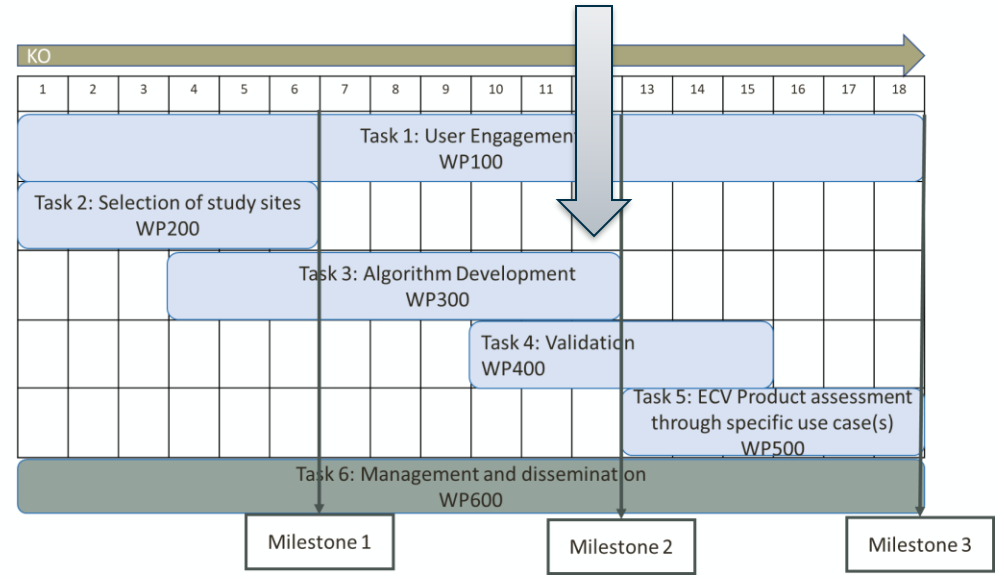 KO
1 2 3 4 5 6 7 8 9 10 11 13 14 15 16 17 18
Task 1: User Engagement
WP100
Task 2: Selection of study sites
WP200
Task 3: Algorithm Development
WP300
Task 4: Validation
WP400
Task 5: ECV Product assessment
through specific use case(s)
WP500
Task 6: Management and dissemination
WP600
Milestone 1
Milestone 2
Milestone 3